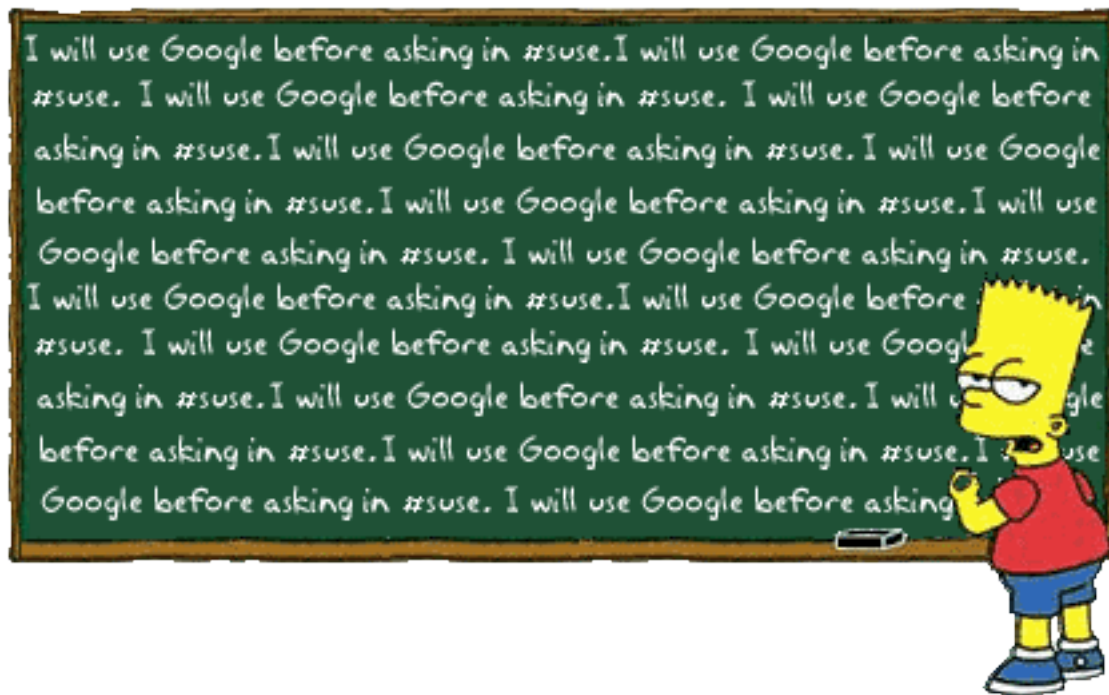 I will use Google before asking in #suse.I will use Google before asking in
#suse. I will use Google before asking in #suse. I will use Google before
asking in #suse.I will use Google before asking in #suse.I will use Google
before asking in #suse.I will use Google before asking in #suse.I will use
Google before asking in #suse. I will use Google before asking in #suse.
I will use Google before asking in #suse.I will use Google before in
#suse. I will use Google before asking in #suse. I will use
asking in #suse.I will use Google before asking in #suse.I will
before asking in #suse.I will use Google before asking in #suse.I use
Google before asking in #suse. I will use Google before asking